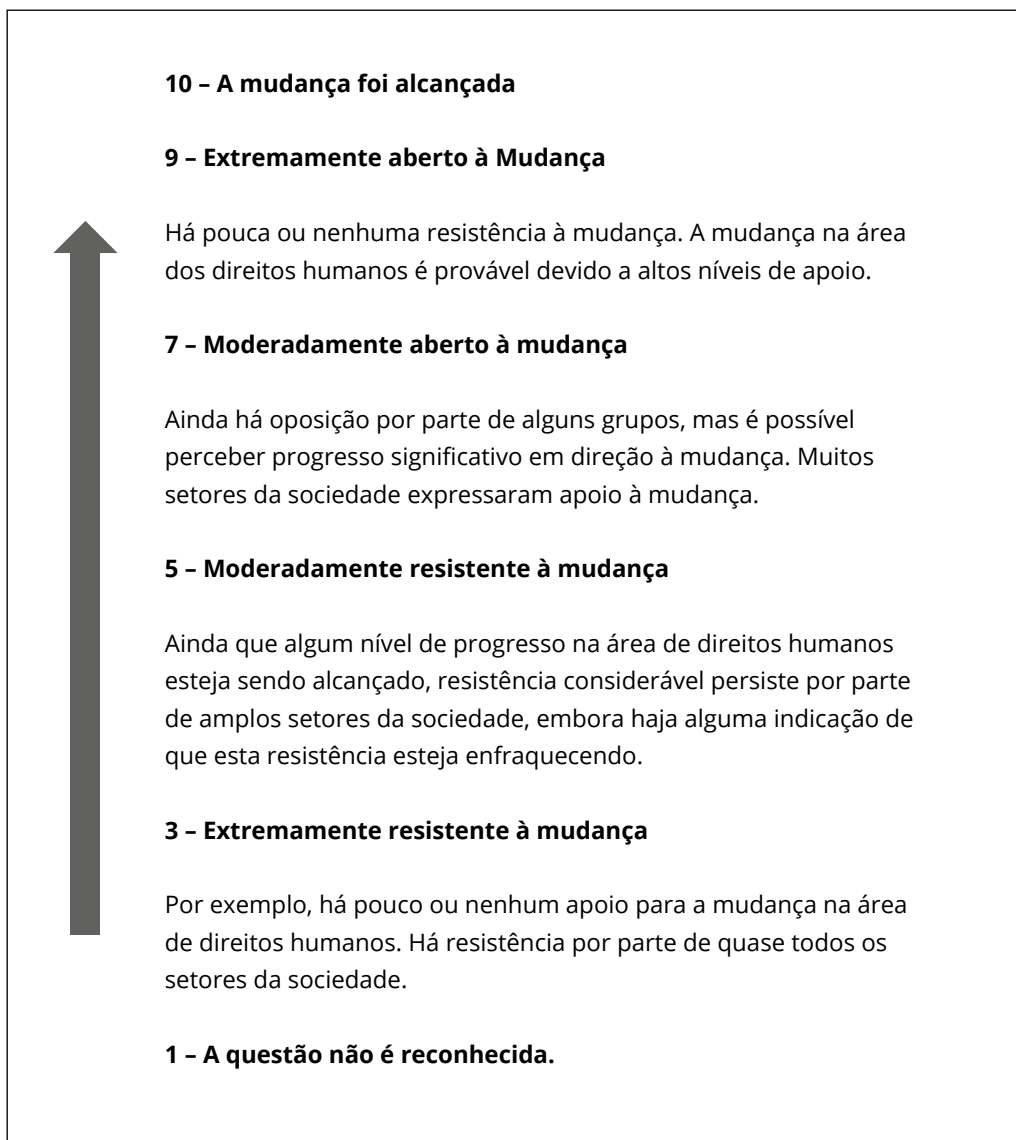 10 – A mudança foi alcançada
9 – Extremamente aberto à Mudança
Há pouca ou nenhuma resistência à mudança. A mudança na área
dos direitos humanos é provável devido a altos níveis de apoio.
7 – Moderadamente aberto à mudança
Ainda há oposição por parte de alguns grupos, mas é possível
perceber progresso significativo em direção à mudança. Muitos
setores da sociedade expressaram apoio à mudança.
5 – Moderadamente resistente à mudança
Ainda que algum nível de progresso na área de direitos humanos
esteja sendo alcançado, resistência considerável persiste por parte
de amplos setores da sociedade, embora haja alguma indicação de
que esta resistência esteja enfraquecendo.
3 – Extremamente resistente à mudança
Por exemplo, há pouco ou nenhum apoio para a mudança na área
de direitos humanos. Há resistência por parte de quase todos os
setores da sociedade.
1 – A questão não é reconhecida.